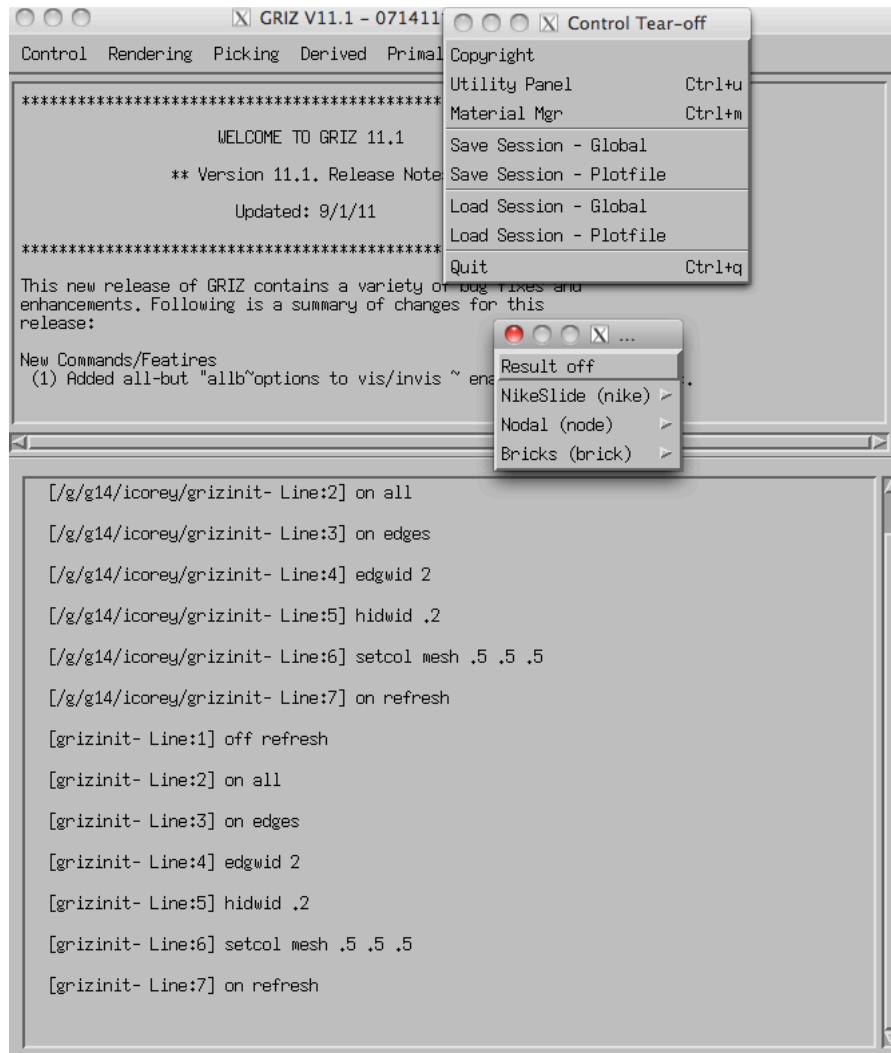 GRIZ V11.1 - 071411
Control Rendering Picking Derived Primal
****************************************************
WELCOME TO GRIZ 11.1
** Version 11.1. Release Note
Updated: 9/1/11
****************************************************
This new release of GRIZ contains a variety of bug fixes and
enhancements. Following is a summary of changes for this
release:
New Commands/Featires
(1) Added all-but "allb~options to vis/invis ~
Control Tear-off
Copyright
Utility Panel Ctrl+u
Material Mgr Ctrl+m
Save Session - Global
Save Session - Plotfile
Load Session - Global
Load Session - Plotfile
Quit Ctrl+q
...
Result off
NikeSlide (nike)
Nodal (node)
Bricks (brick)
[/g/g14/icorey/grizinit- Line:2] on all
[/g/g14/icorey/grizinit- Line:3] on edges
[/g/g14/icorey/grizinit- Line:4] edgwid 2
[/g/g14/icorey/grizinit- Line:5] hidwid .2
[/g/g14/icorey/grizinit- Line:6] setcol mesh .5 .5 .5
[/g/g14/icorey/grizinit- Line:7] on refresh
[grizinit- Line:1] off refresh
[grizinit- Line:2] on all
[grizinit- Line:3] on edges
[grizinit- Line:4] edgwid 2
[grizinit- Line:5] hidwid .2
[grizinit- Line:6] setcol mesh .5 .5 .5
[grizinit- Line:7] on refresh